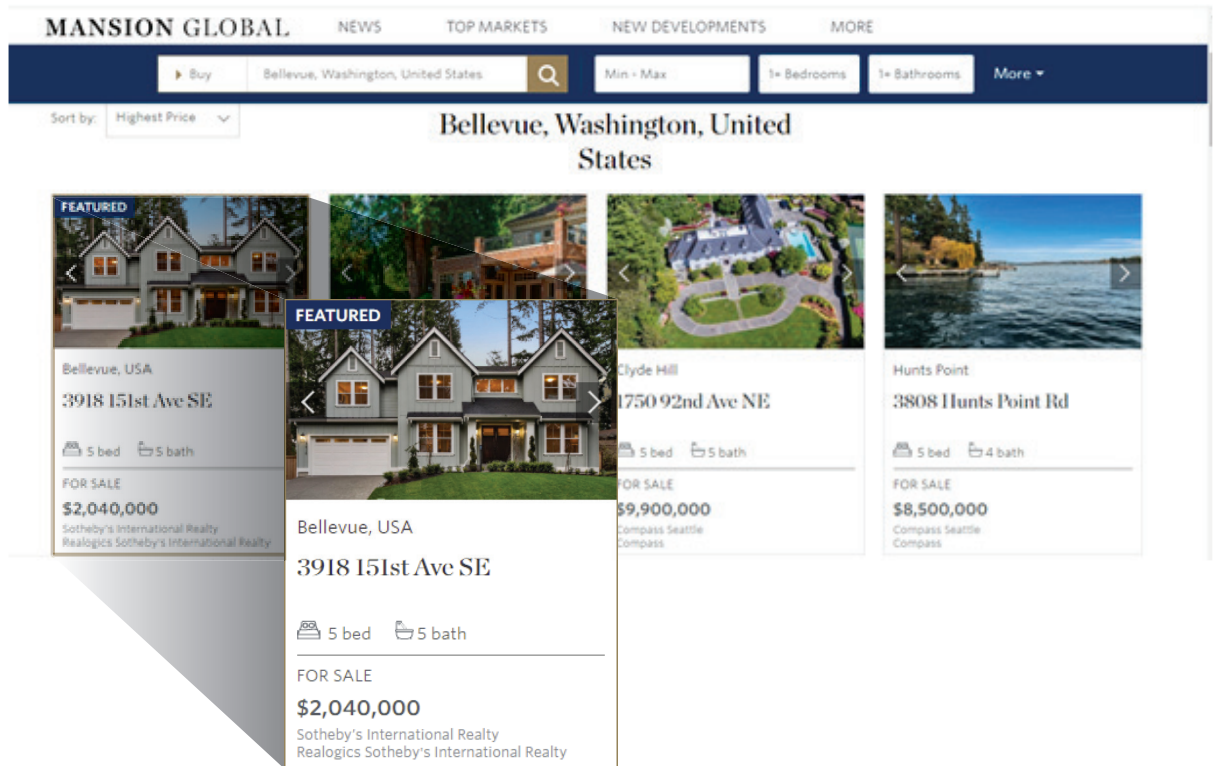 MANSION GLOBAL NEWS TOP MARKETS NEW DEVELOPMENTS MORE
Buy Bellevue, Washington, United States Min - Max 1+ Bedrooms 1+ Bathrooms More
Sort by: Highest Price
Bellevue, Washington, United
States
FEATURED
Bellevue, USA
3918 151st Ave SE
5 bed 5 bath
FOR SALE
$2,040,000
Sotheby's International Realty
Realogics Sotheby's International Realty
FEATURED
Bellevue, USA
3918 151st Ave SE
5 bed 5 bath
FOR SALE
$2,040,000
Sotheby's International Realty
Realogics Sotheby's International Realty
Clyde Hill
1750 92nd Ave NE
5 bed 5 bath
FOR SALE
$9,900,000
Compass Seattle
Compass
Hunts Point
3808 Hunts Point Rd
5 bed 4 bath
FOR SALE
$8,500,000
Compass Seattle
Compass